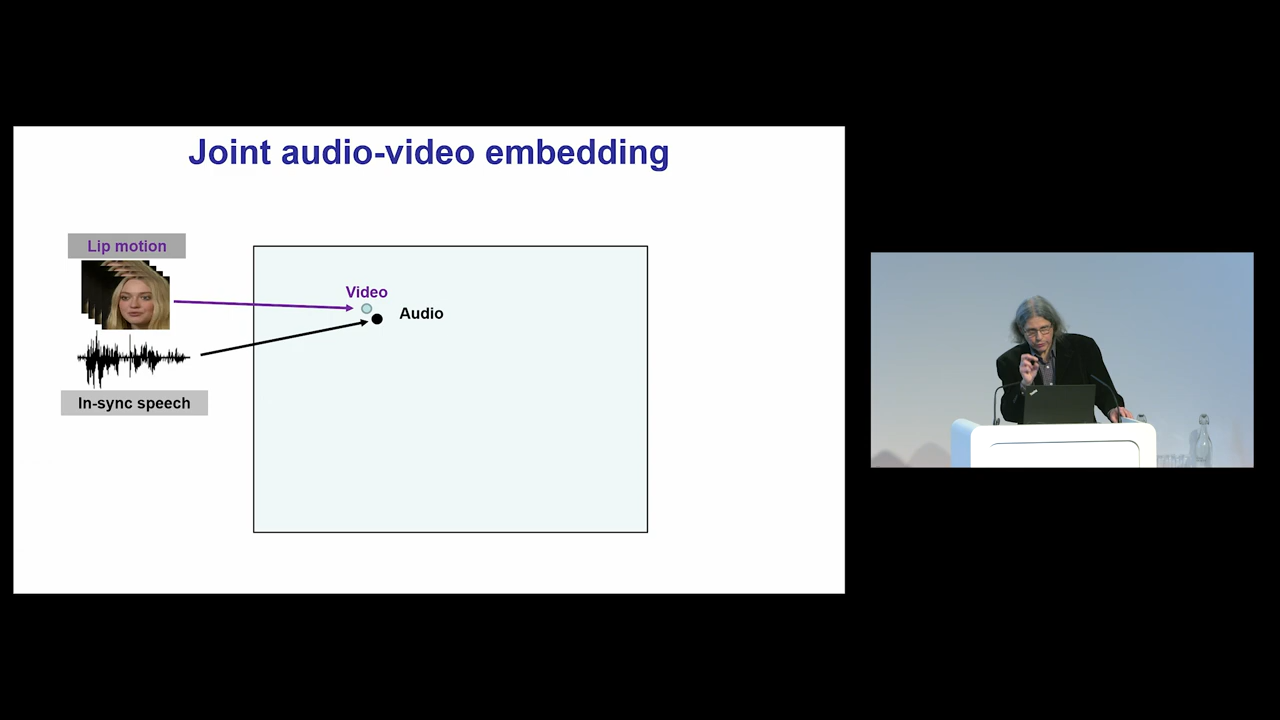 Joint audio-video embedding
Lip motion
Video
Audio
In-sync speech